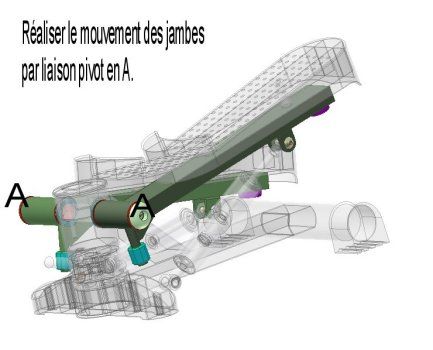 Réaliser le mouvement des jambes
par liaison pivot en A.
A
A